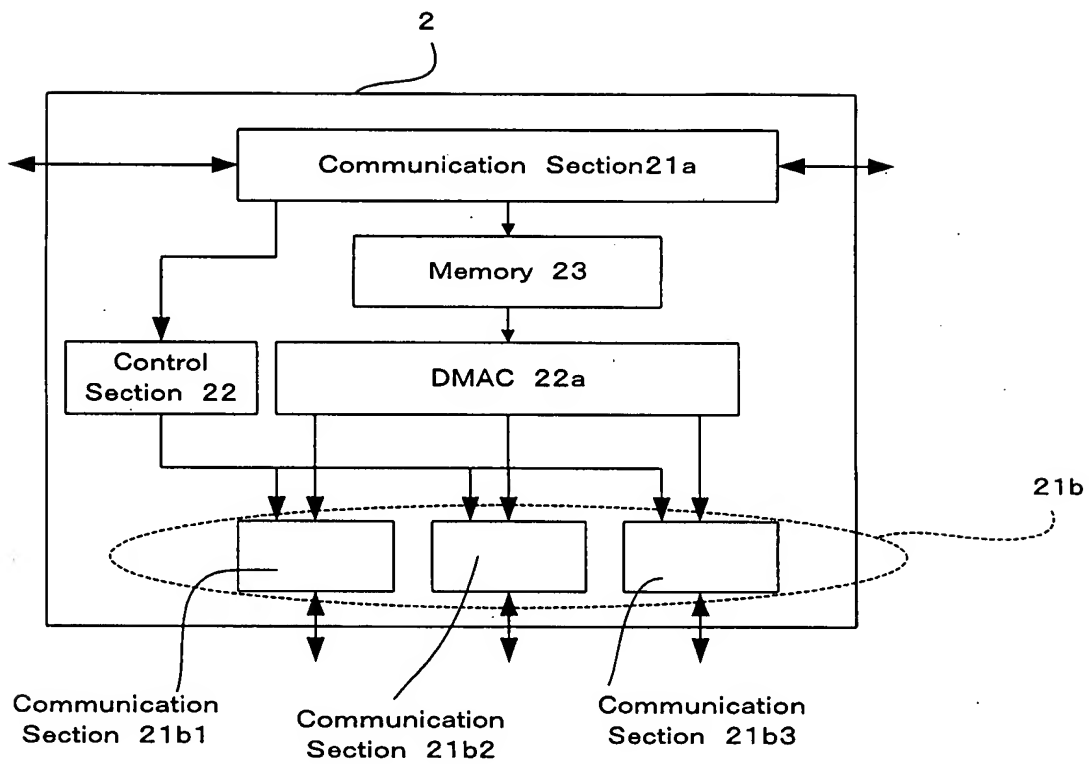 2
Communication Section21a
Memory 23
Control
Section 22
DMAC 22a
21b
Communication
Section 21b1
Communication
Section 21b2
Communication
Section 21b3